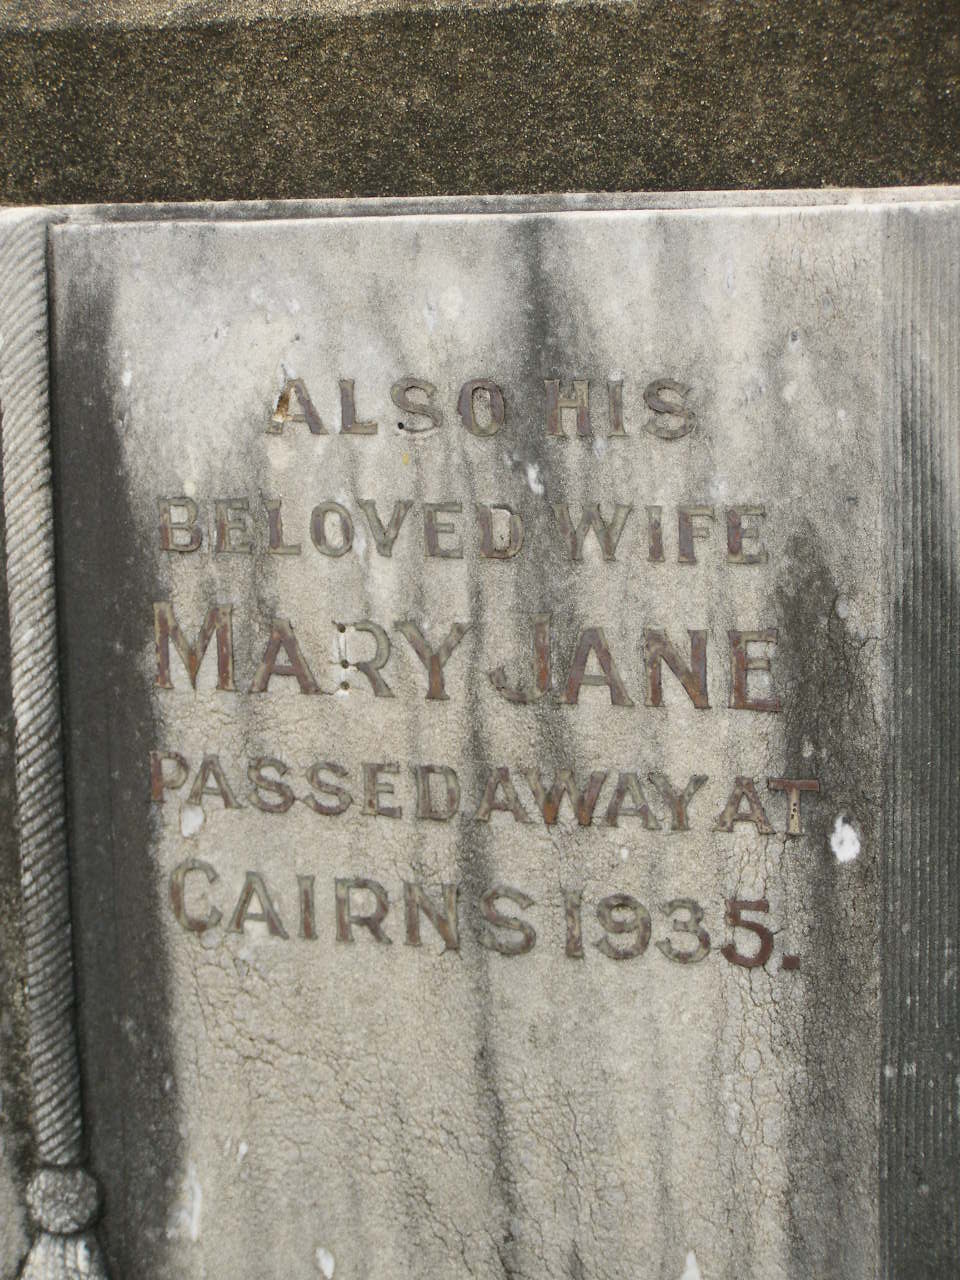 ALSO HIS
BELOVED WIFE
MARY JANE
PASSED AWAY AT
CAIRNS 1935.